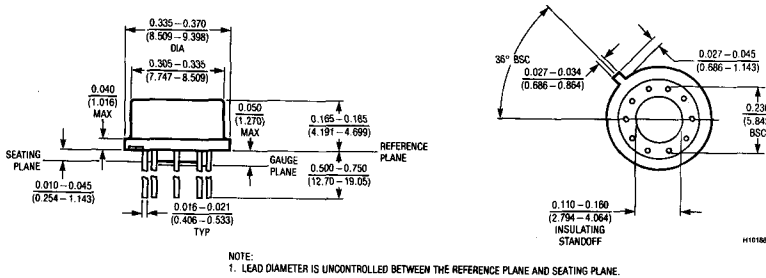 0.335–0.370
(8.509–9.398)
DIA
0.305–0.335
(7.747–8.509)
0.040
(1.016)
MAX
0.050
(1.270)
MAX
0.165–0.185
(4.191–4.699)
REFERENCE
PLANE
SEATING
PLANE
GAUGE
PLANE
0.500–0.750
(12.70–19.05)
0.010–0.045
(0.254–1.143)
0.016–0.021
(0.406–0.533)
TYP
36° BSC
0.027–0.034
(0.686–0.864)
0.027–0.045
(0.686–1.143)
BSC
0.110–0.160
(2.794–4.064)
INSULATING
STANDOFF
NOTE:
1. LEAD DIAMETER IS UNCONTROLLED BETWEEN THE REFERENCE PLANE AND SEATING PLANE.